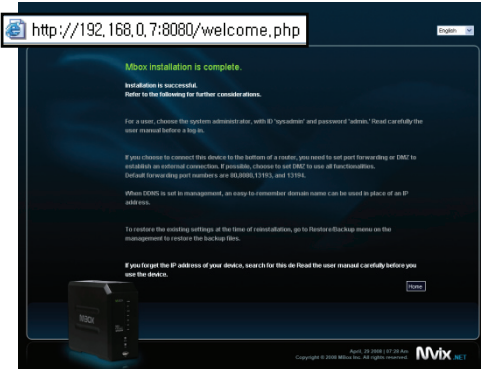 http://192,168,0,7:8080/welcome,php
English
Mbox installation is complete.
Installation is successful.
Refer to the following for further considerations.
For a user, choose the system administrator, with ID 'sysadmin' and password 'admin.' Read carefully the
user manual before a log in.
If you choose to connect this device to the bottom of a router, you need to set port forwarding or DMZ to
establish an external connection. If possible, choose to set DMZ to use all functionalities.
Default forwarding port numbers are 80,8080,13193, and 13194.
When DDNS is set in management, an easy-to-remember domain name can be used in place of an IP
address.
To restore the existing settings at the time of reinstallation, go to Restore/Backup menu on the
management to restore the backup files.
If you forget the IP address of your device, search for this de Read the user manaul carefully before you
use the device.
Home
MBOX
April, 29 2008 | 07 29 Am
Copyright © 2008 MBox Inc. All rights reserved.
Mvix.NET